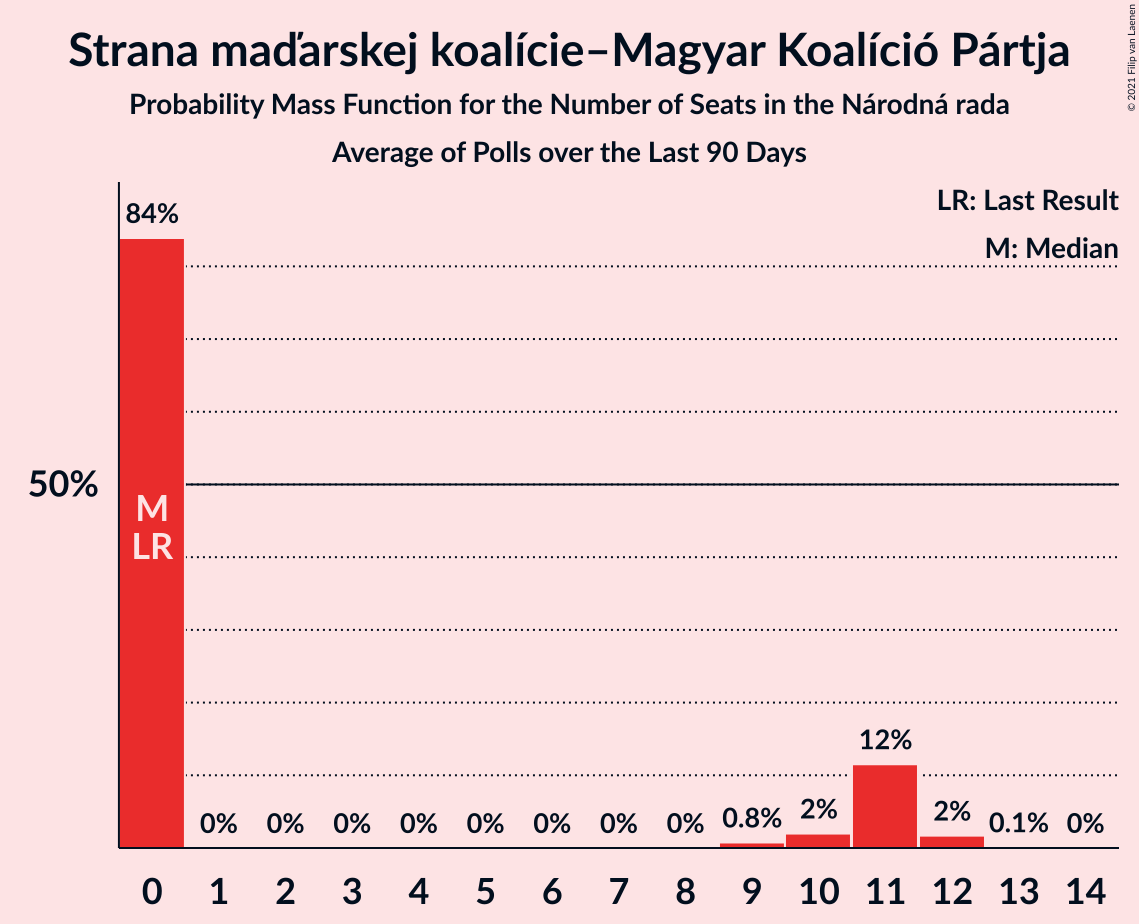 Strana maďarskej koalície–Magyar Koalíció Pártja
Probability Mass Function for the Number of Seats in the Národná rada
Average of Polls over the Last 90 Days
© 2021 Filip van Laenen
LR: Last Result
M: Median
84%
50%
M
LR
0% 0% 0% 0% 0% 0% 0% 0% 0.8% 2% 12% 2% 0.1% 0%
0 1 2 3 4 5 6 7 8 9 10 11 12 13 14